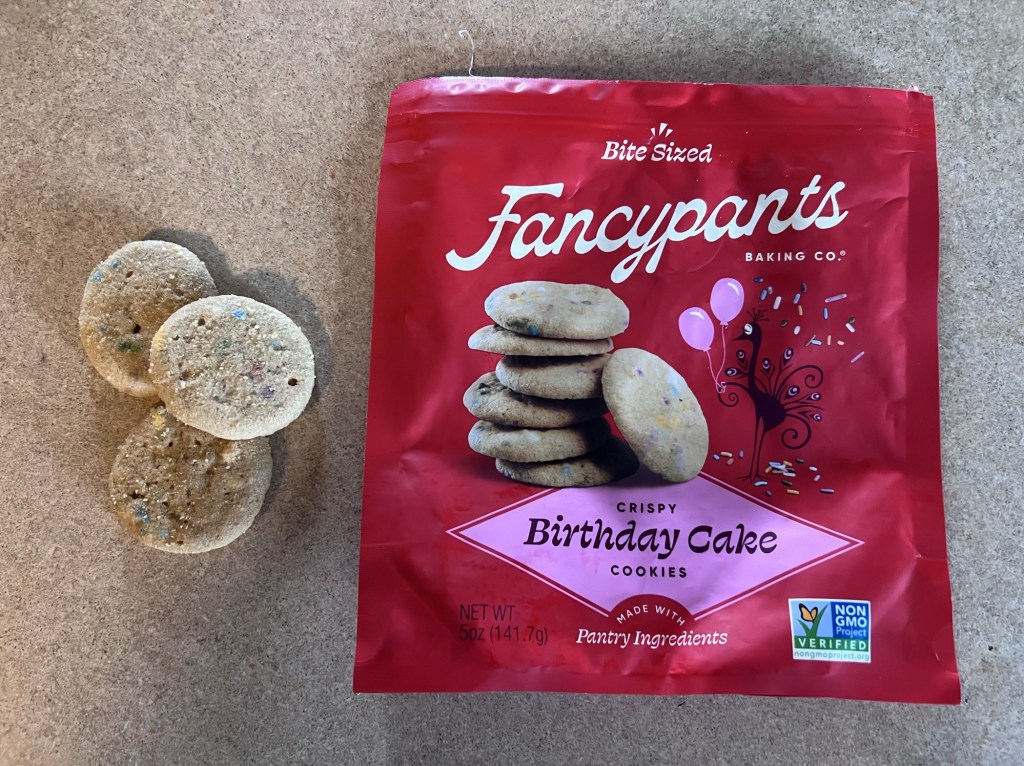 Bite Sized
Fancypants
BAKING CO.®
CRISPY
Birthday Cake
COOKIES
MADE WITH
Pantry Ingredients
NET WT
5oz (141.7g)
NON
GMO
Project
VERIFIED
nongmoproject.org